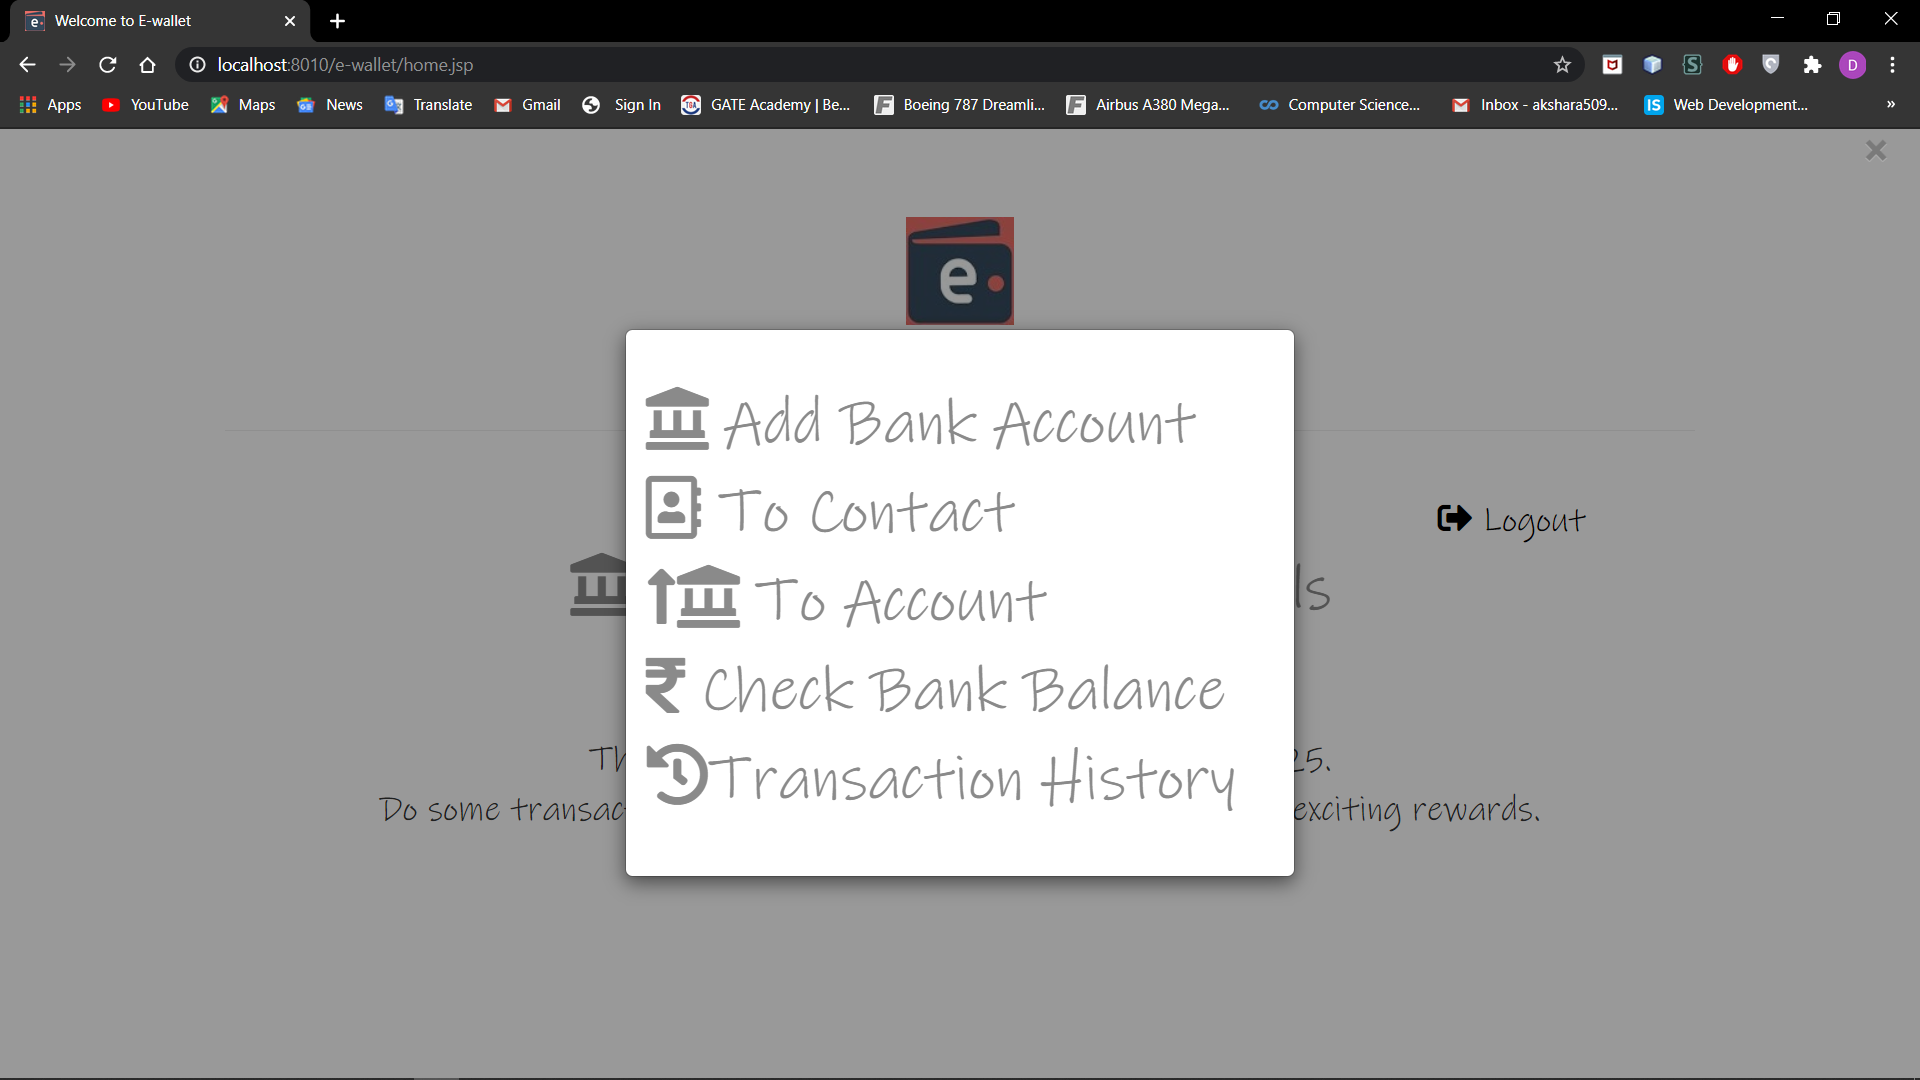 e Welcome to E-wallet
localhost:8010/e-wallet/home.jsp
D
Apps YouTube Maps News Translate Gmail Sign In GATE Academy | Be... Boeing 787 Dreamli... Airbus A380 Mega... Computer Science... Inbox - akshara509... Web Development...
e
Add Bank Account
To Contact
Logout
To Account
ls
Check Bank Balance
Th 25.
Transaction History
Do some transac exciting rewards.